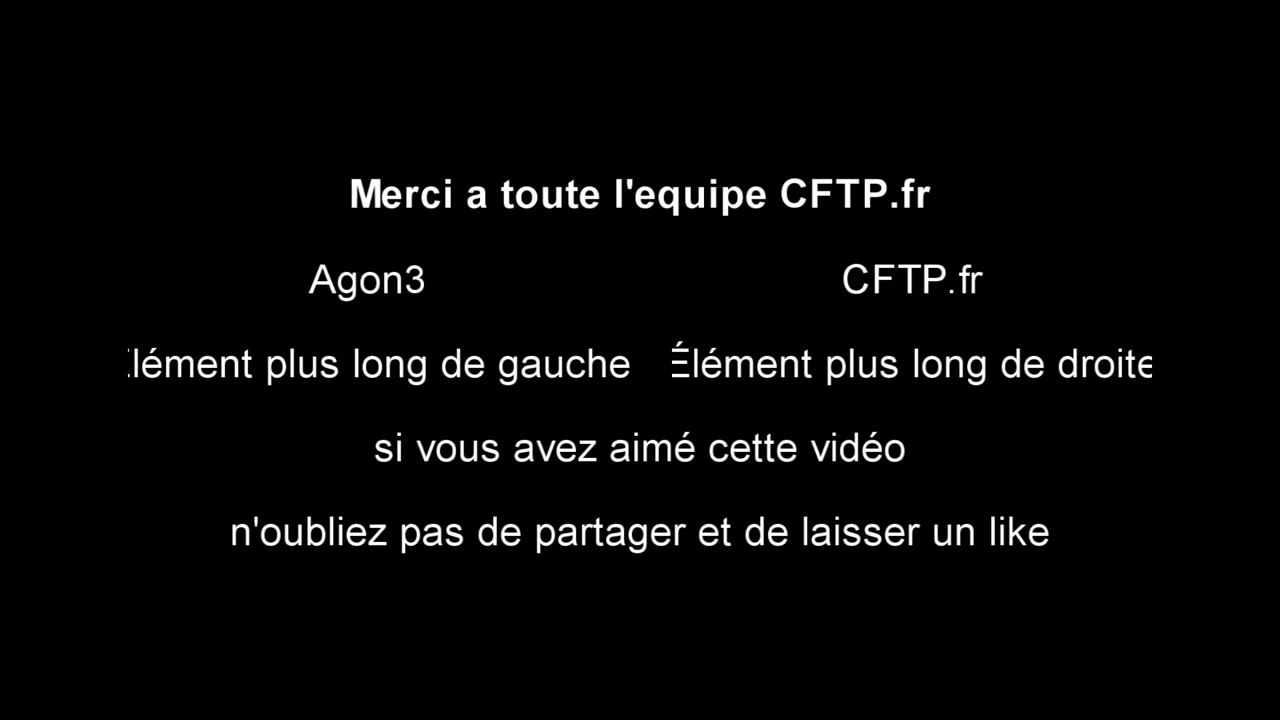 Merci a toute l'equipe CFTP.fr
Agon3 CFTP.fr
Élément plus long de gauche Élément plus long de droite
si vous avez aimé cette vidéo
n'oubliez pas de partager et de laisser un like